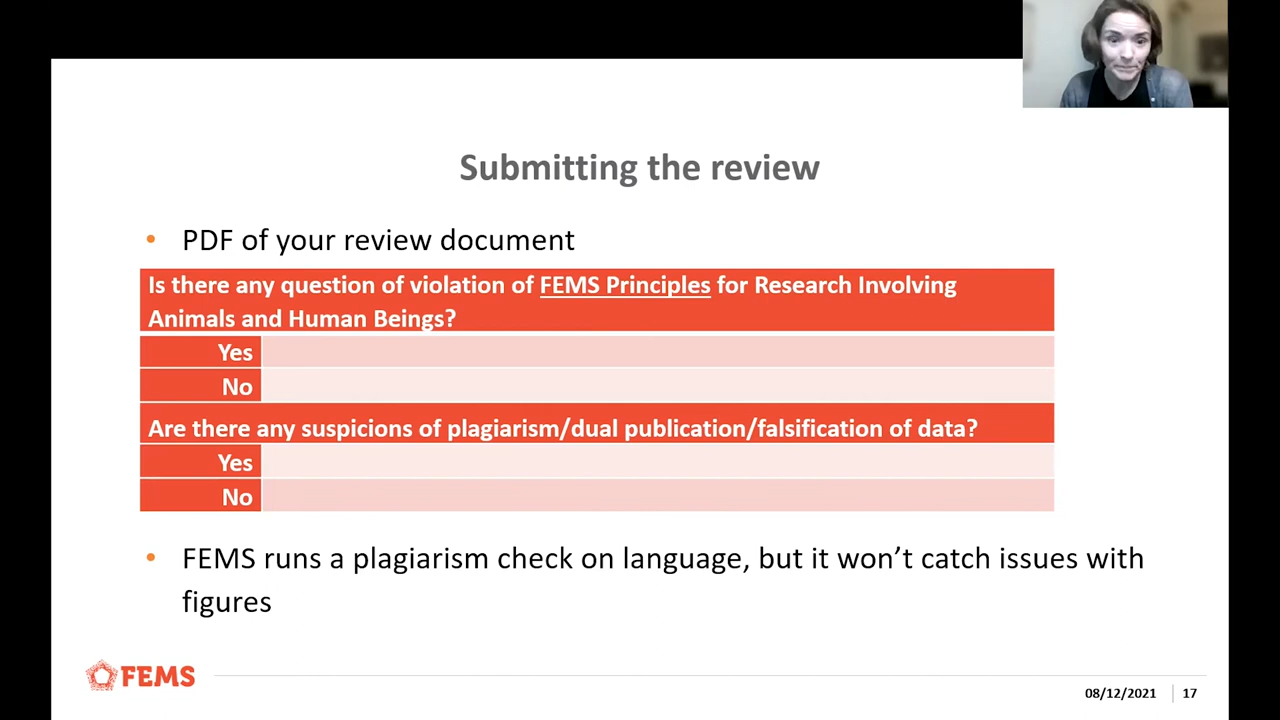 Submitting the review
• PDF of your review document
Is there any question of violation of FEMS Principles for Research Involving
Animals and Human Beings?
Yes
No
Are there any suspicions of plagiarism/dual publication/falsification of data?
Yes
No
• FEMS runs a plagiarism check on language, but it won’t catch issues with
figures
FEMS
08/12/2021 17